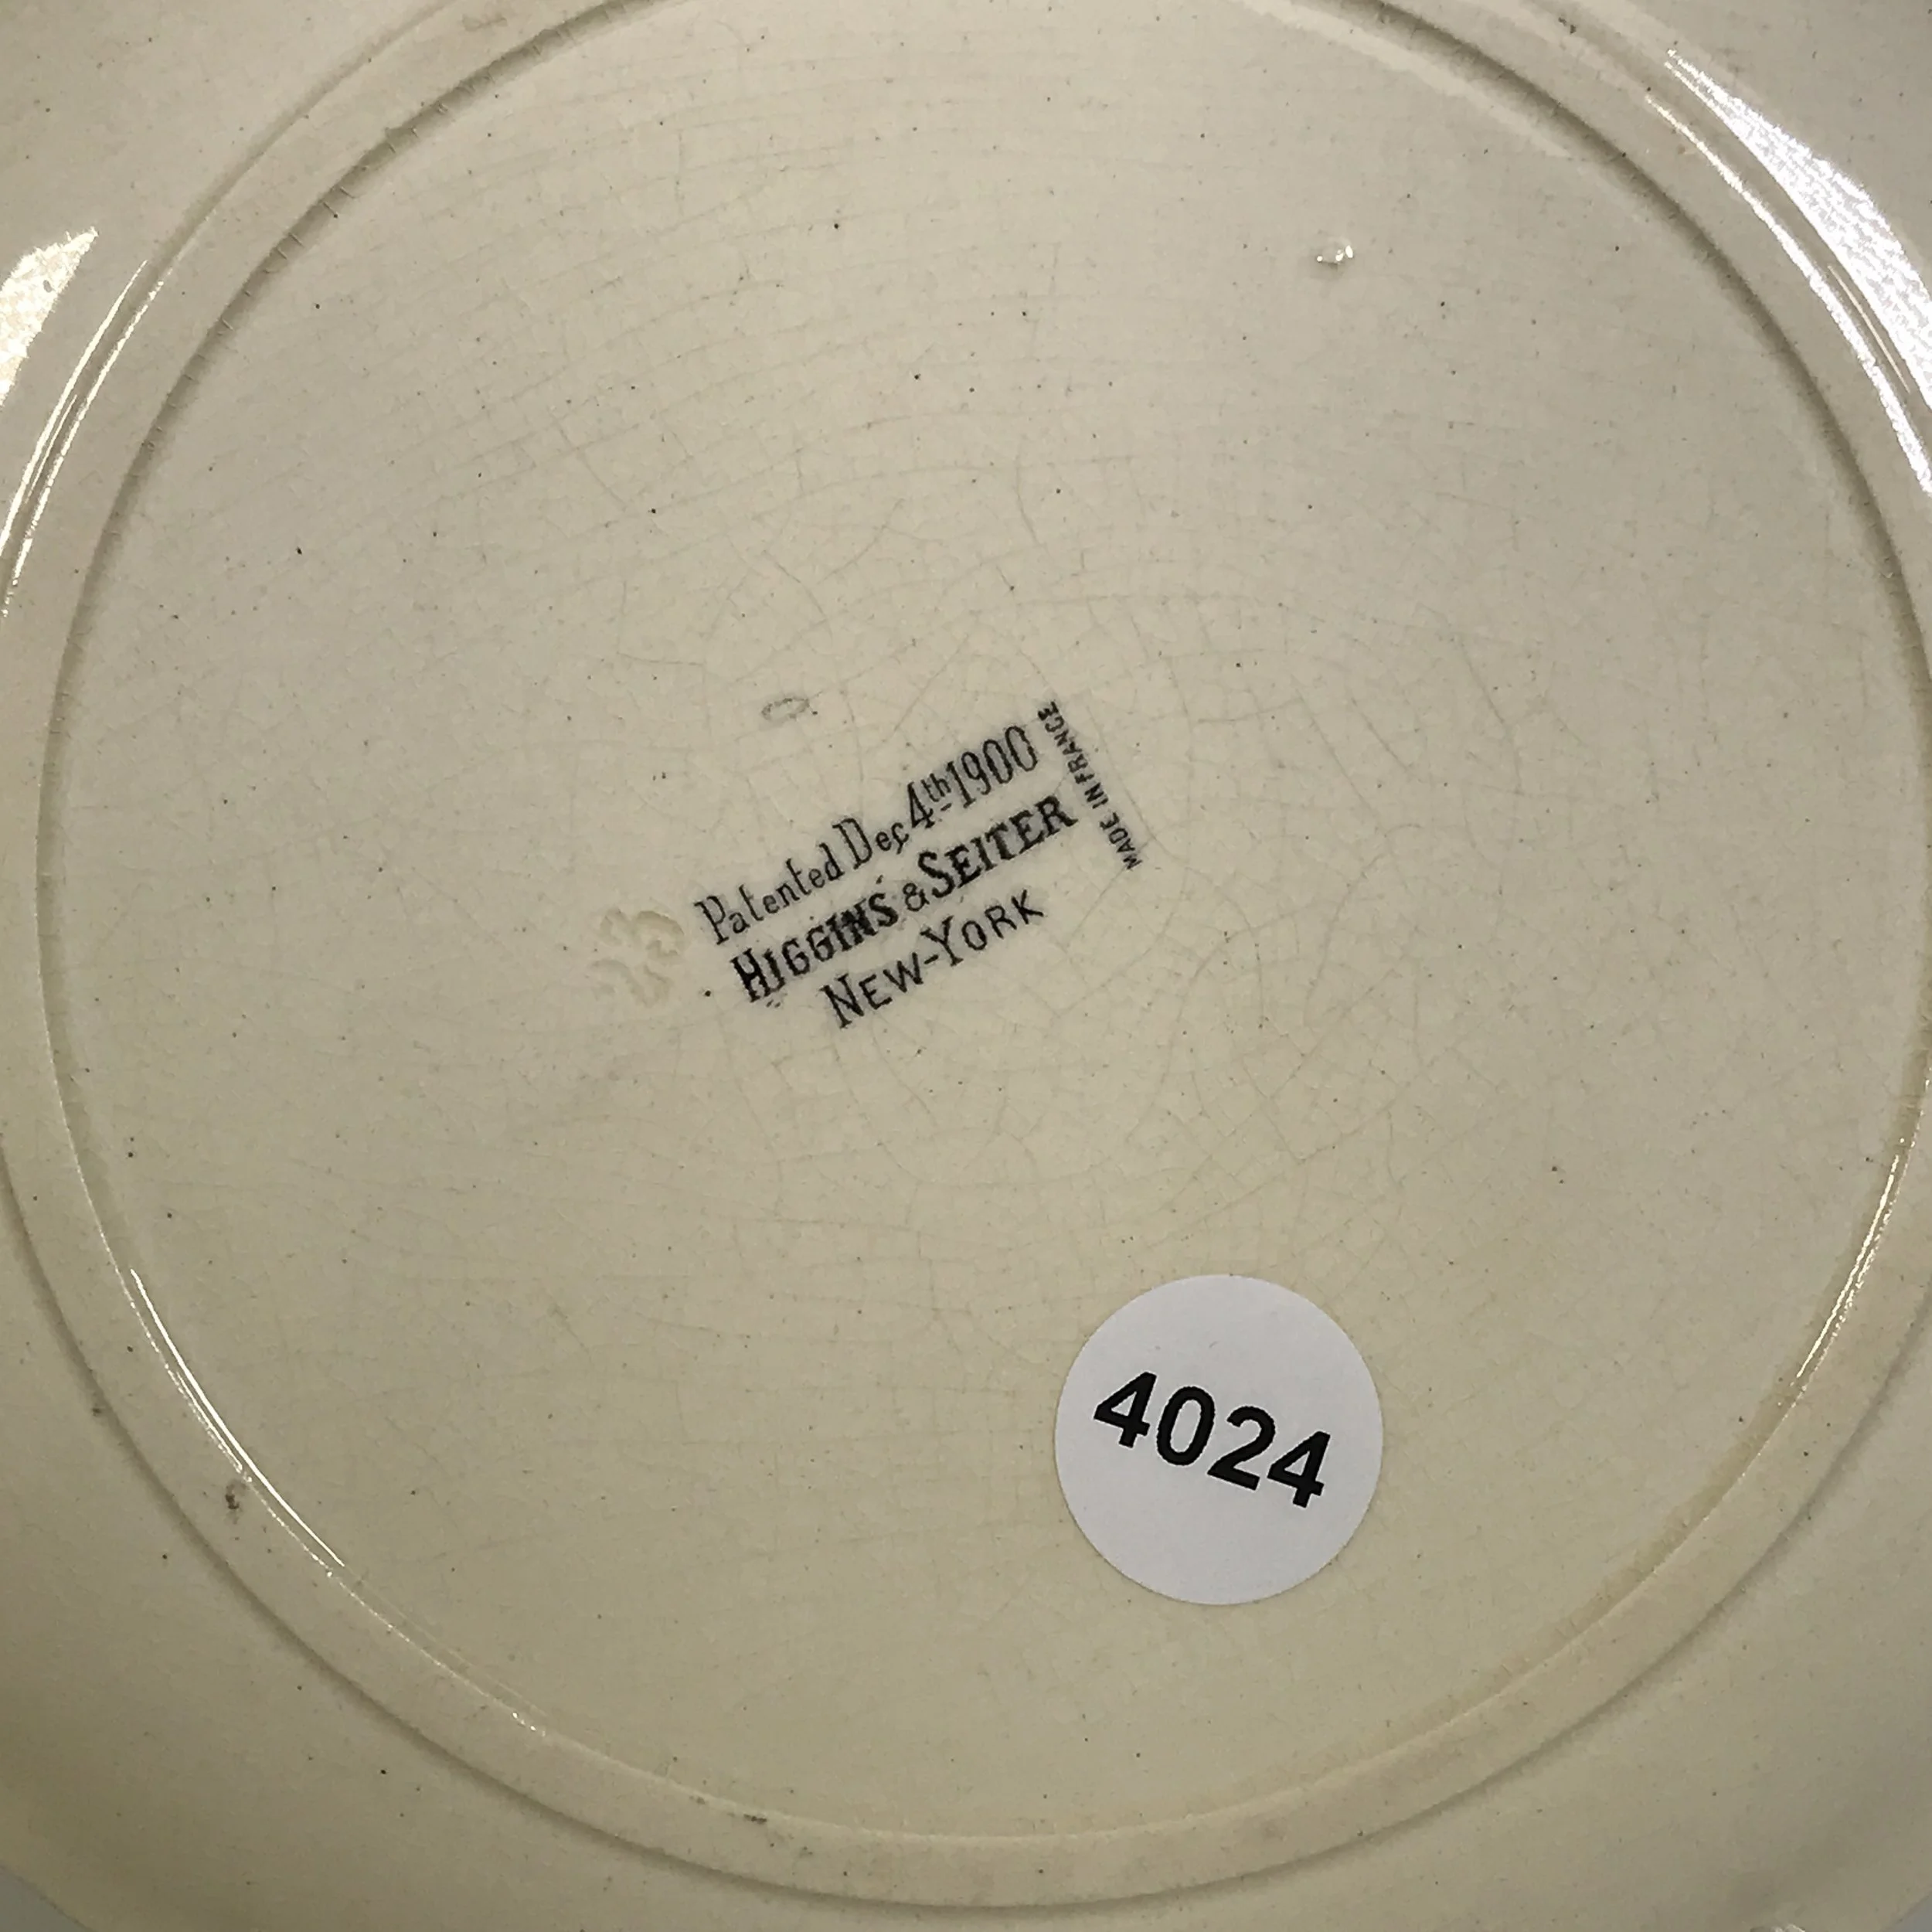 Patented Dec 4th 1900
HIGGINS & SEITER
NEW-YORK
MADE IN FRANCE
4024